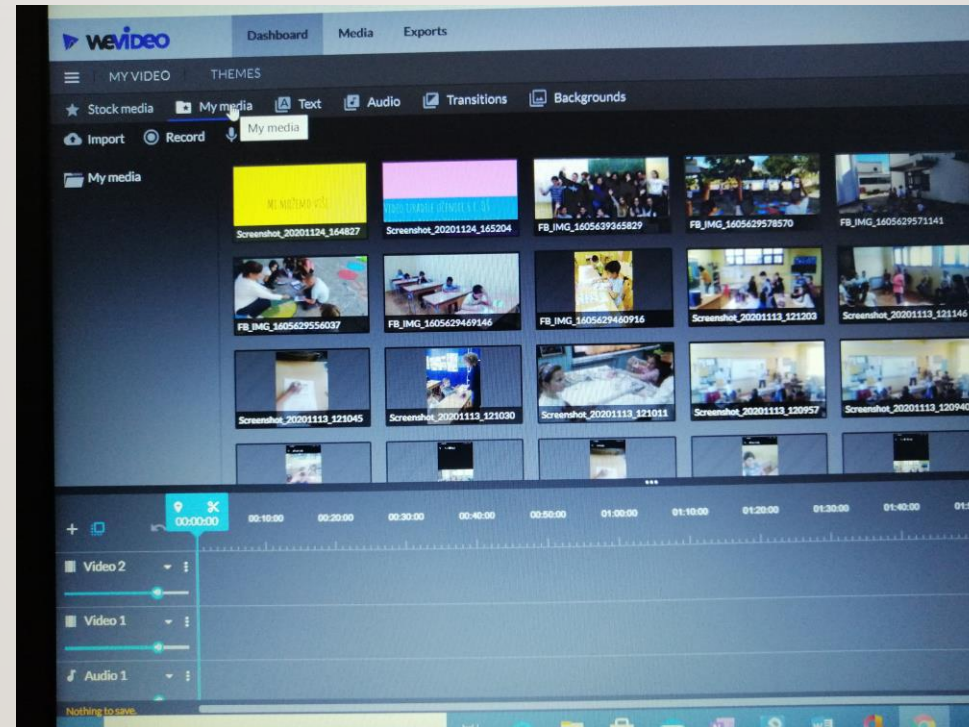 wevideo Dashboard Media Exports
MY VIDEO THEMES
Stock media My media Text Audio Transitions Backgrounds
Import Record
My media
My media
MI MOŽEMO VIŠE
Screenshot_20201124_164827 Screenshot_20201124_165204 FB_IMG_1605639365829 FB_IMG_1605629578570 FB_IMG_1605629571141
FB_IMG_1605629556037 FB_IMG_1605629469146 FB_IMG_1605629460916 Screenshot_20201113_121203 Screenshot_20201113_121146
Screenshot_20201113_121045 Screenshot_20201113_121030 Screenshot_20201113_121011 Screenshot_20201113_120957 Screenshot_20201113_120940
00:00:00 00:10:00 00:20:00 00:30:00 00:40:00 00:50:00 01:00:00 01:10:00 01:20:00 01:30:00 01:40:00
Video 2
Video 1
Audio 1
Nothing to save.